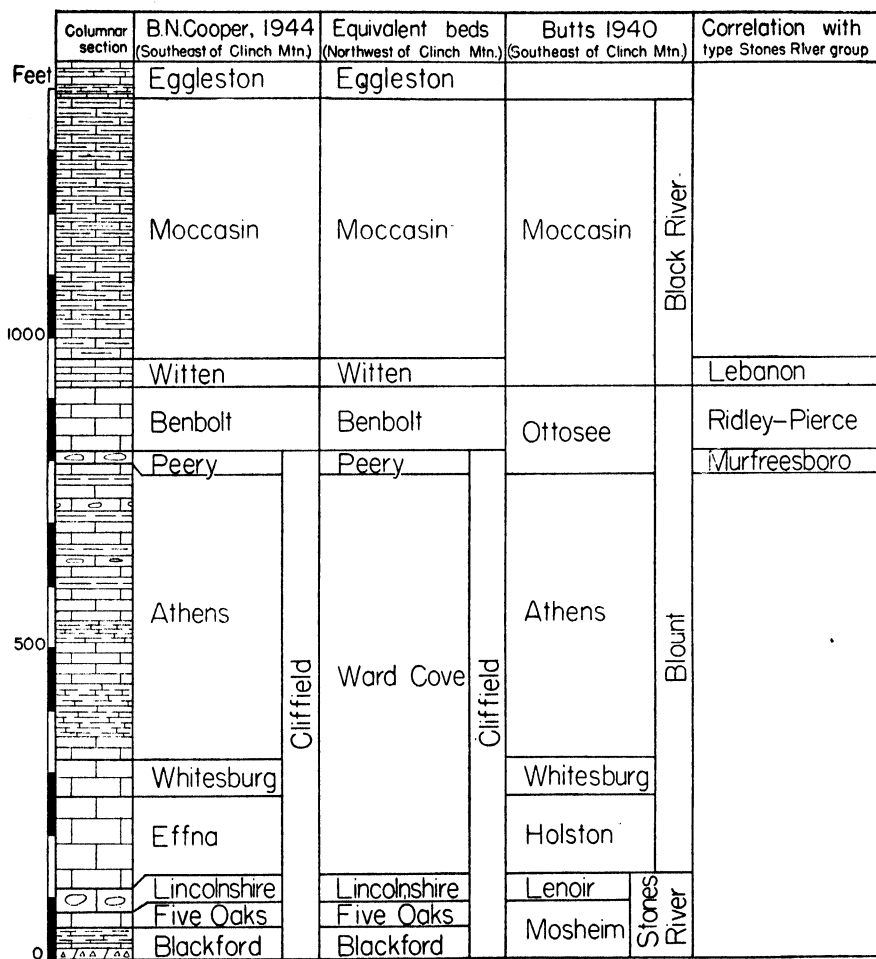 Columnar section
B.N.Cooper, 1944
(Southeast of Clinch Mtn.)
Equivalent beds
(Northwest of Clinch Mtn.)
Butts 1940
(Southeast of Clinch Mtn.)
Correlation with
type Stones River group
Feet
1000
500
0
Eggleston
Moccasin
Witten
Benbolt
Peery
Athens
Whitesburg
Effna
Lincolnshire
Five Oaks
Blackford
Cliffield
Eggleston
Moccasin
Witten
Benbolt
Peery
Ward Cove
Lincolnshire
Five Oaks
Blackford
Cliffield
Moccasin
Ottosee
Athens
Whitesburg
Holston
Lenoir
Mosheim
Black River
Blount
Stones
River
Lebanon
Ridley-Pierce
Murfreesboro